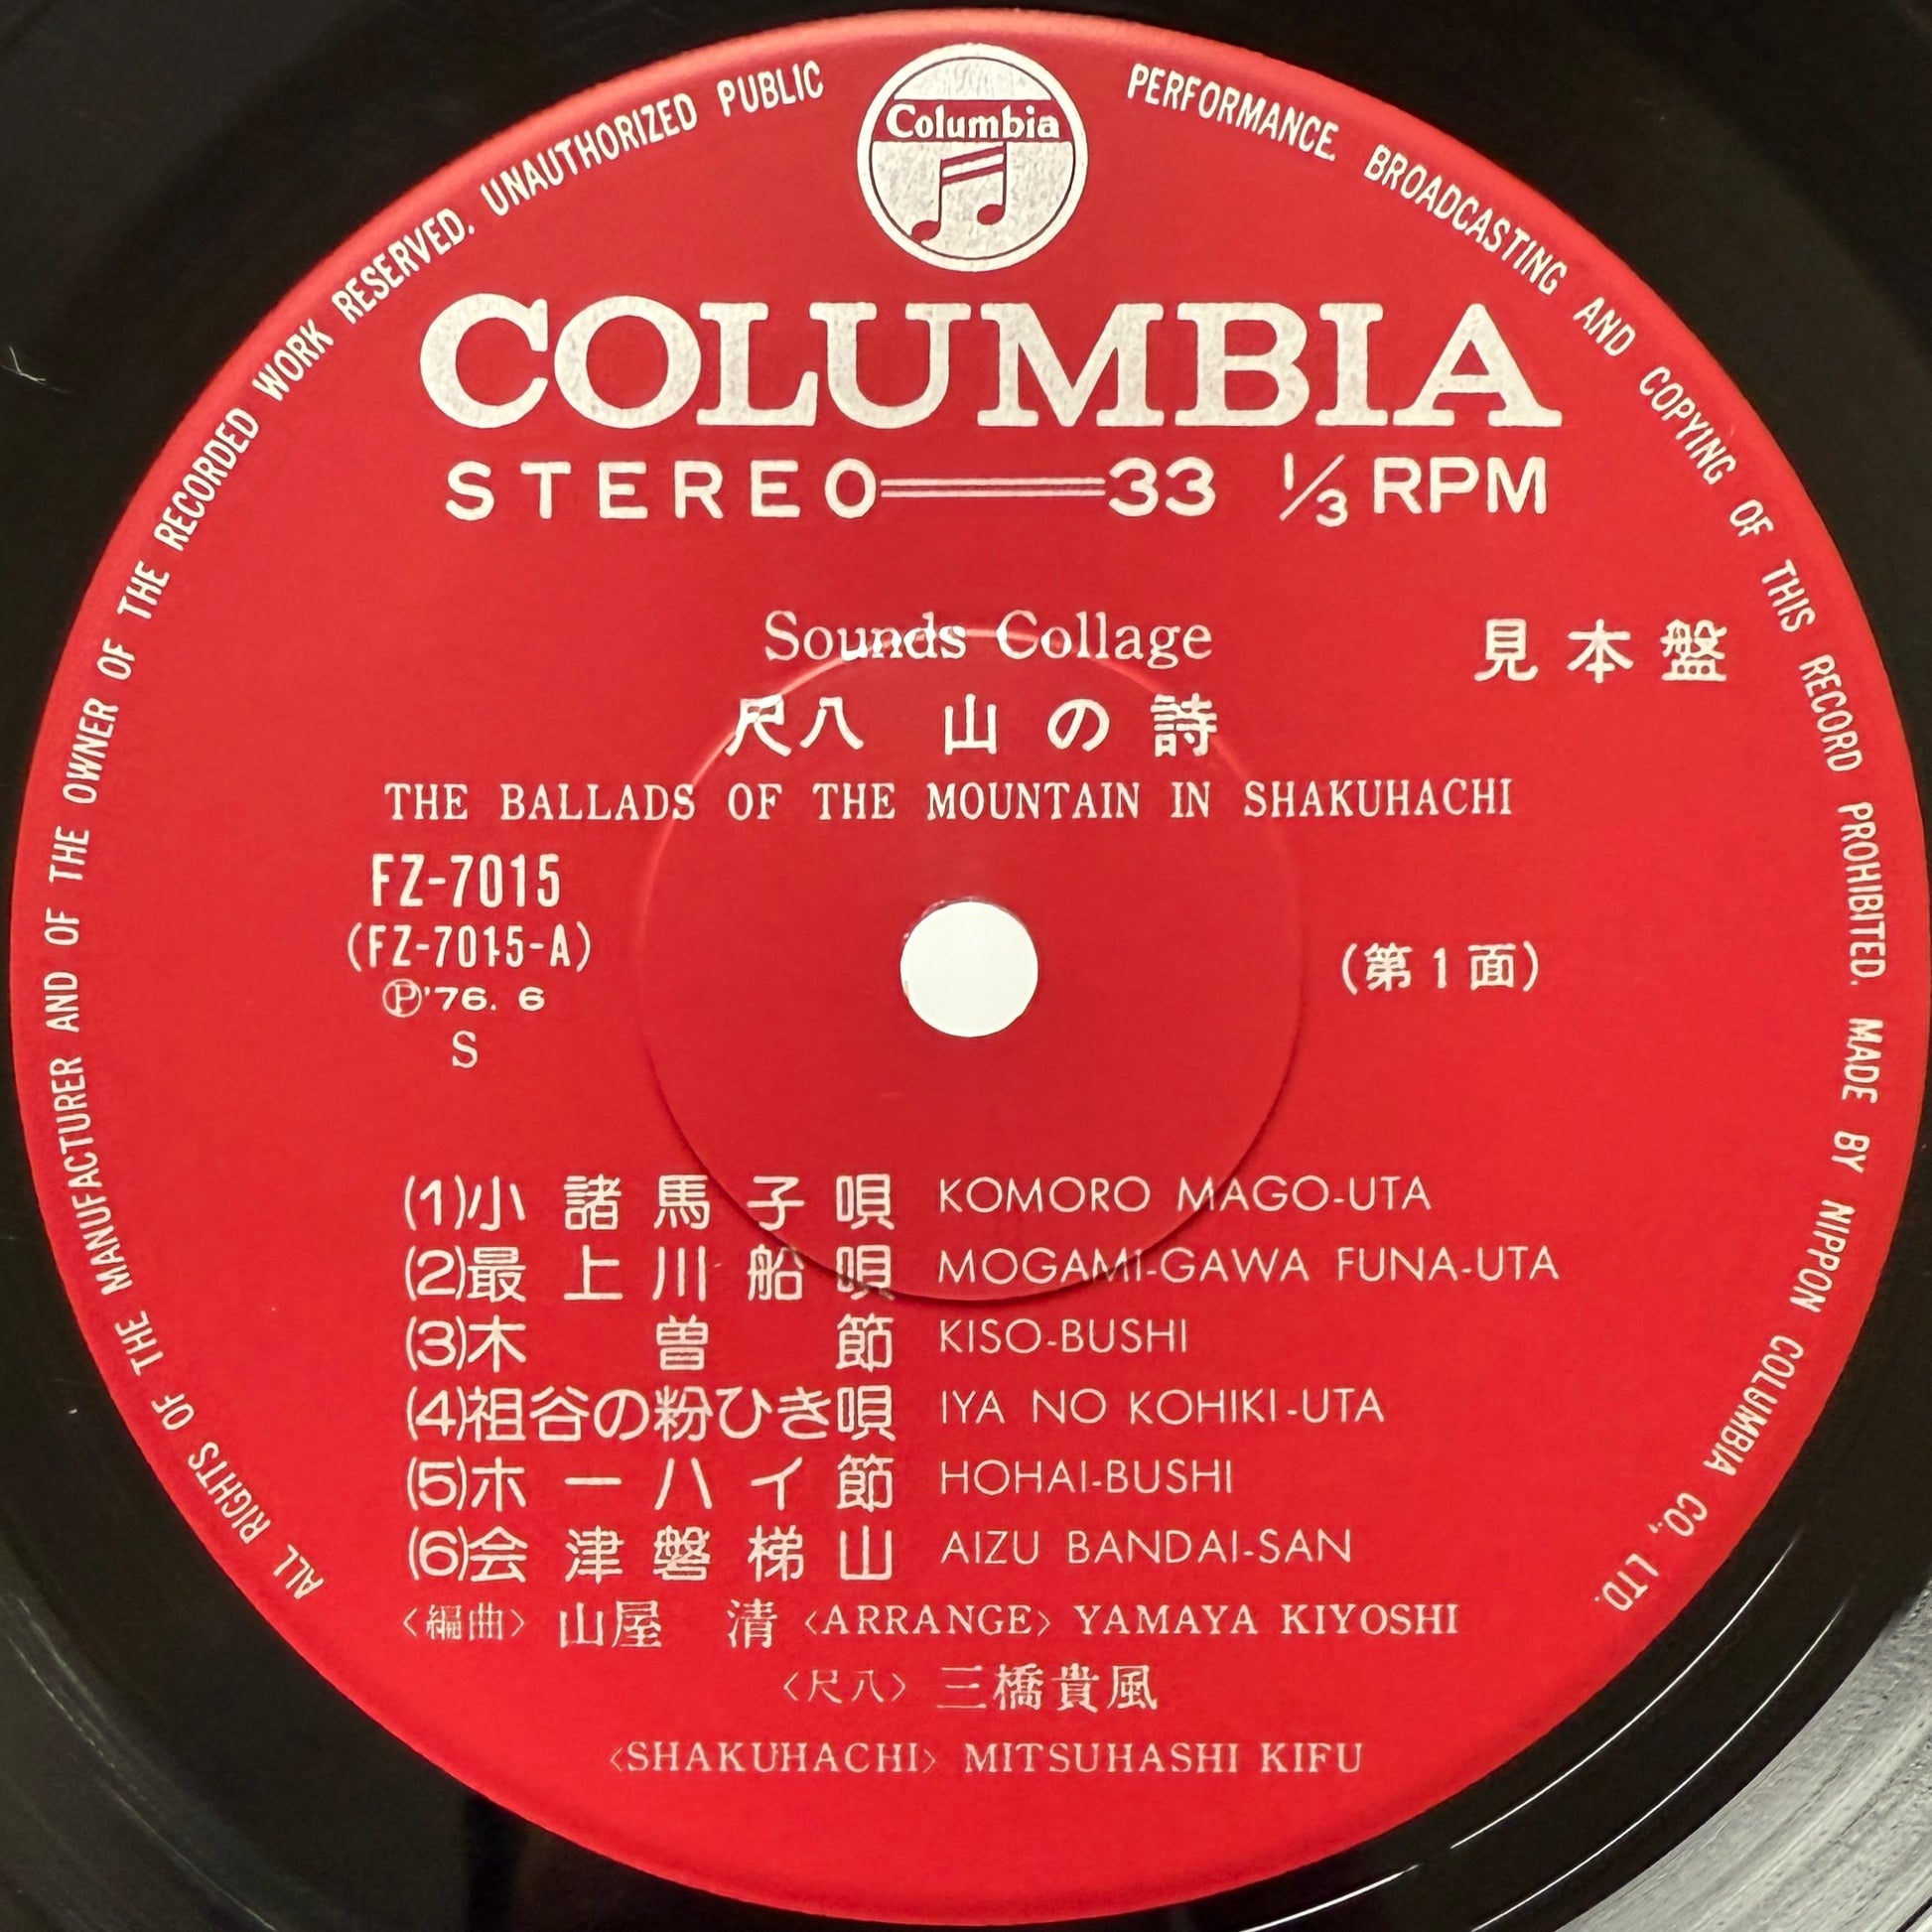 ALL RIGHTS OF THE MANUFACTURER AND OF THE OWNER OF THE RECORDED WORK RESERVED. UNAUTHORIZED PUBLIC PERFORMANCE. BROADCASTING AND COPYING OF THIS RECORD PROHIBITED. MADE BY NIPPON COLUMBIA CO., LTD.
Columbia
COLUMBIA
STEREO 33 1/3 RPM
Sounds Collage
見本盤
尺八 山の詩
THE BALLADS OF THE MOUNTAIN IN SHAKUHACHI
FZ-7015
(FZ-7015-A)
Ⓟ'76. 6
S
(第1面)
(1)小諸馬子唄 KOMORO MAGO-UTA
(2)最上川船唄 MOGAMI-GAWA FUNA-UTA
(3)木曽節 KISO-BUSHI
(4)祖谷の粉ひき唄 IYA NO KOHIKI-UTA
(5)ホーハイ節 HOHAI-BUSHI
(6)会津磐梯山 AIZU BANDAI-SAN
〈編曲〉山屋 清 〈ARRANGE〉 YAMAYA KIYOSHI
〈尺八〉三橋貴風
〈SHAKUHACHI〉 MITSUHASHI KIFU